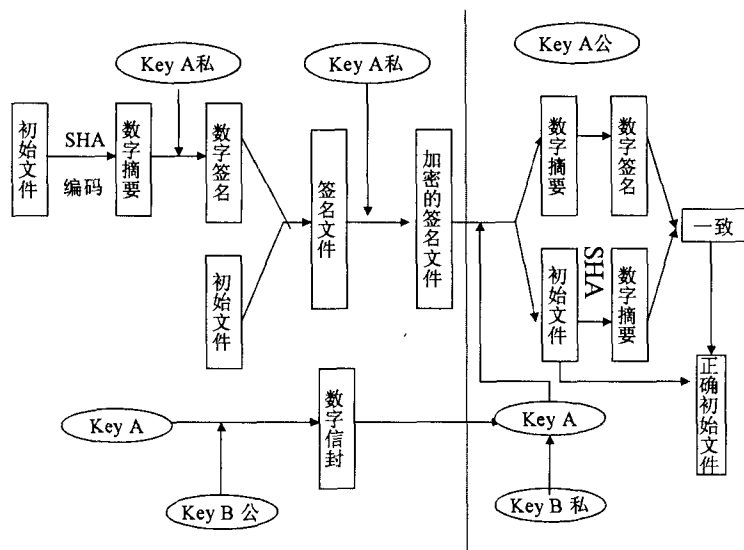 Key A私
Key A私
Key A公
初始文件
SHA
编码
数字摘要
数字签名
初始文件
签名文件
加密的签名文件
数字摘要
数字签名
初始文件
SHA
数字摘要
一致
正确初始文件
Key A
数字信封
Key A
Key B 公
Key B 私